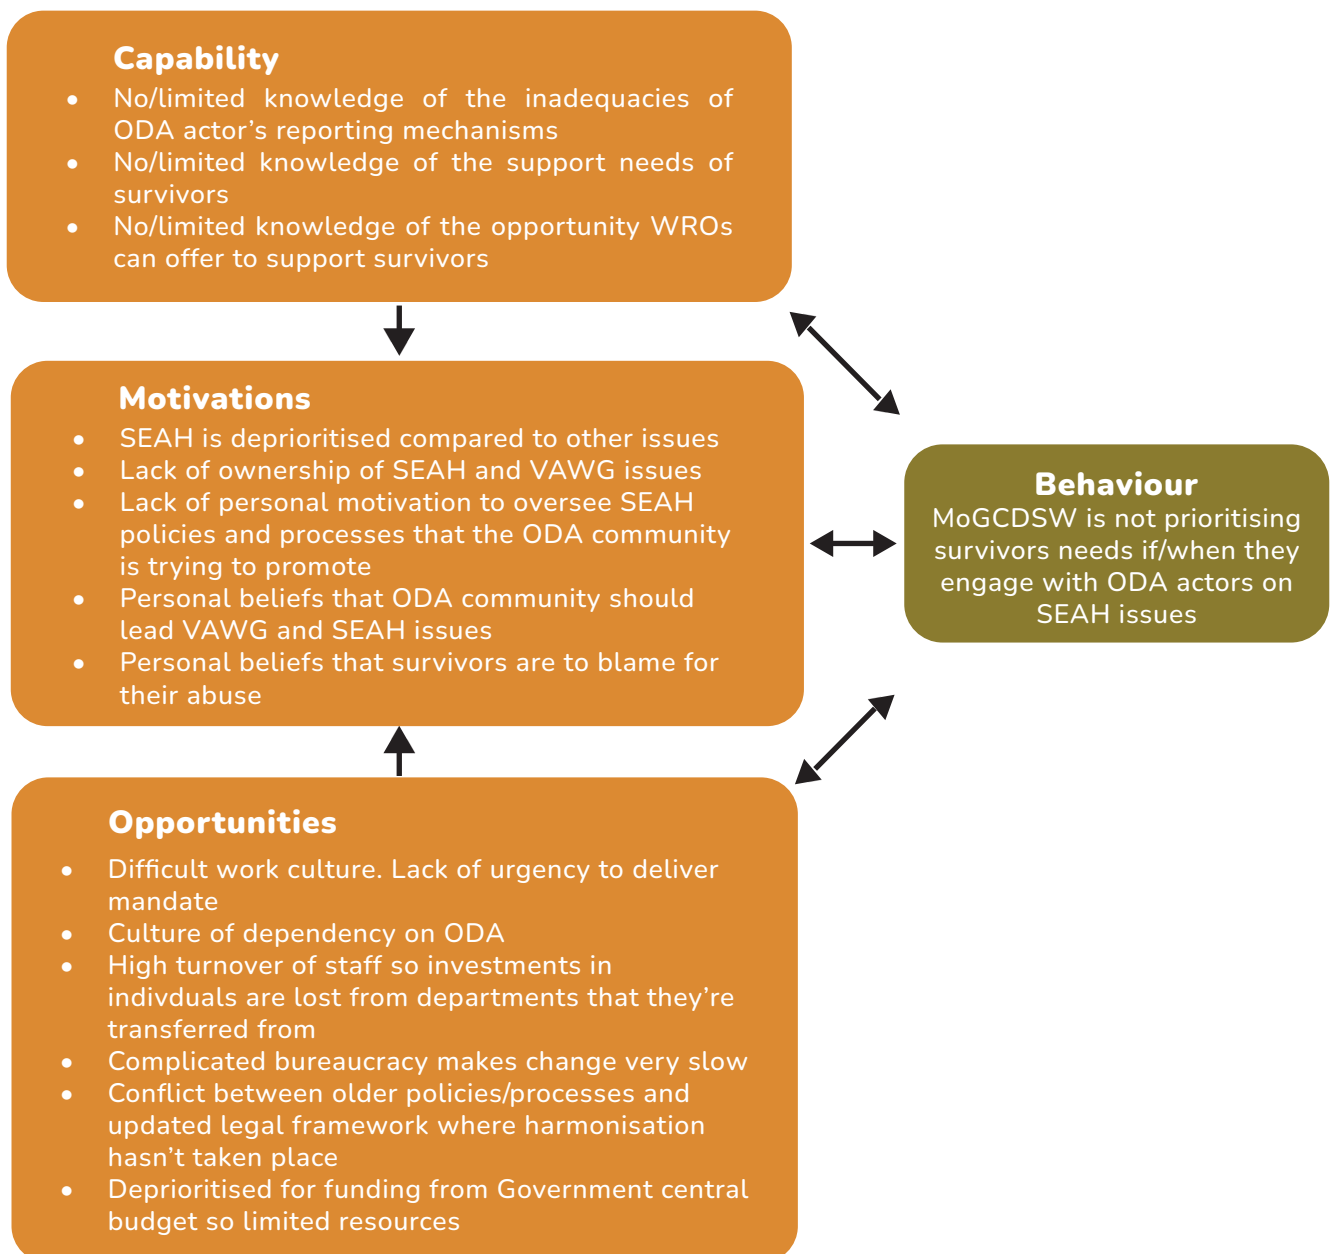 Capability
• No/limited knowledge of the inadequacies of
ODA actor's reporting mechanisms
• No/limited knowledge of the support needs of
survivors
• No/limited knowledge of the opportunity WROs
can offer to support survivors
Motivations
• SEAH is deprioritised compared to other issues
• Lack of ownership of SEAH and VAWG issues
• Lack of personal motivation to oversee SEAH
policies and processes that the ODA community
is trying to promote
• Personal beliefs that ODA community should
lead VAWG and SEAH issues
• Personal beliefs that survivors are to blame for
their abuse
Behaviour
MoGCDSW is not prioritising
survivors needs if/when they
engage with ODA actors on
SEAH issues
Opportunities
• Difficult work culture. Lack of urgency to deliver
mandate
• Culture of dependency on ODA
• High turnover of staff so investments in
indivduals are lost from departments that they're
transferred from
• Complicated bureaucracy makes change very slow
• Conflict between older policies/processes and
updated legal framework where harmonisation
hasn't taken place
• Deprioritised for funding from Government central
budget so limited resources